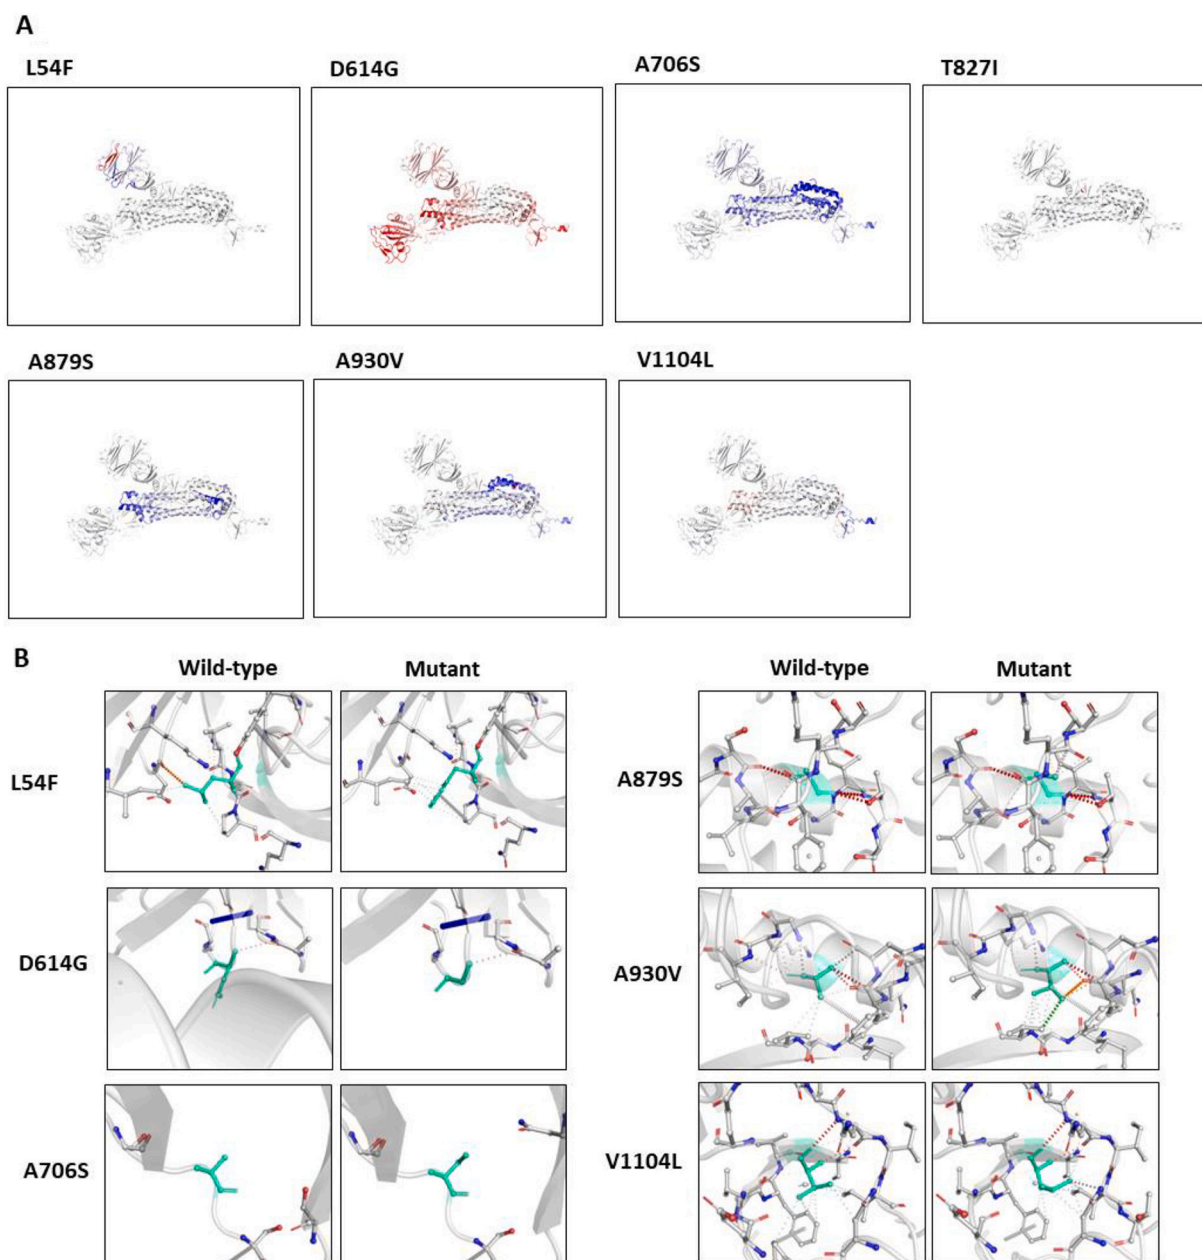 A
L54F D614G A706S T827I
A879S A930V V1104L
B
Wild-type Mutant Wild-type Mutant
L54F A879S
D614G A930V
A706S V1104L